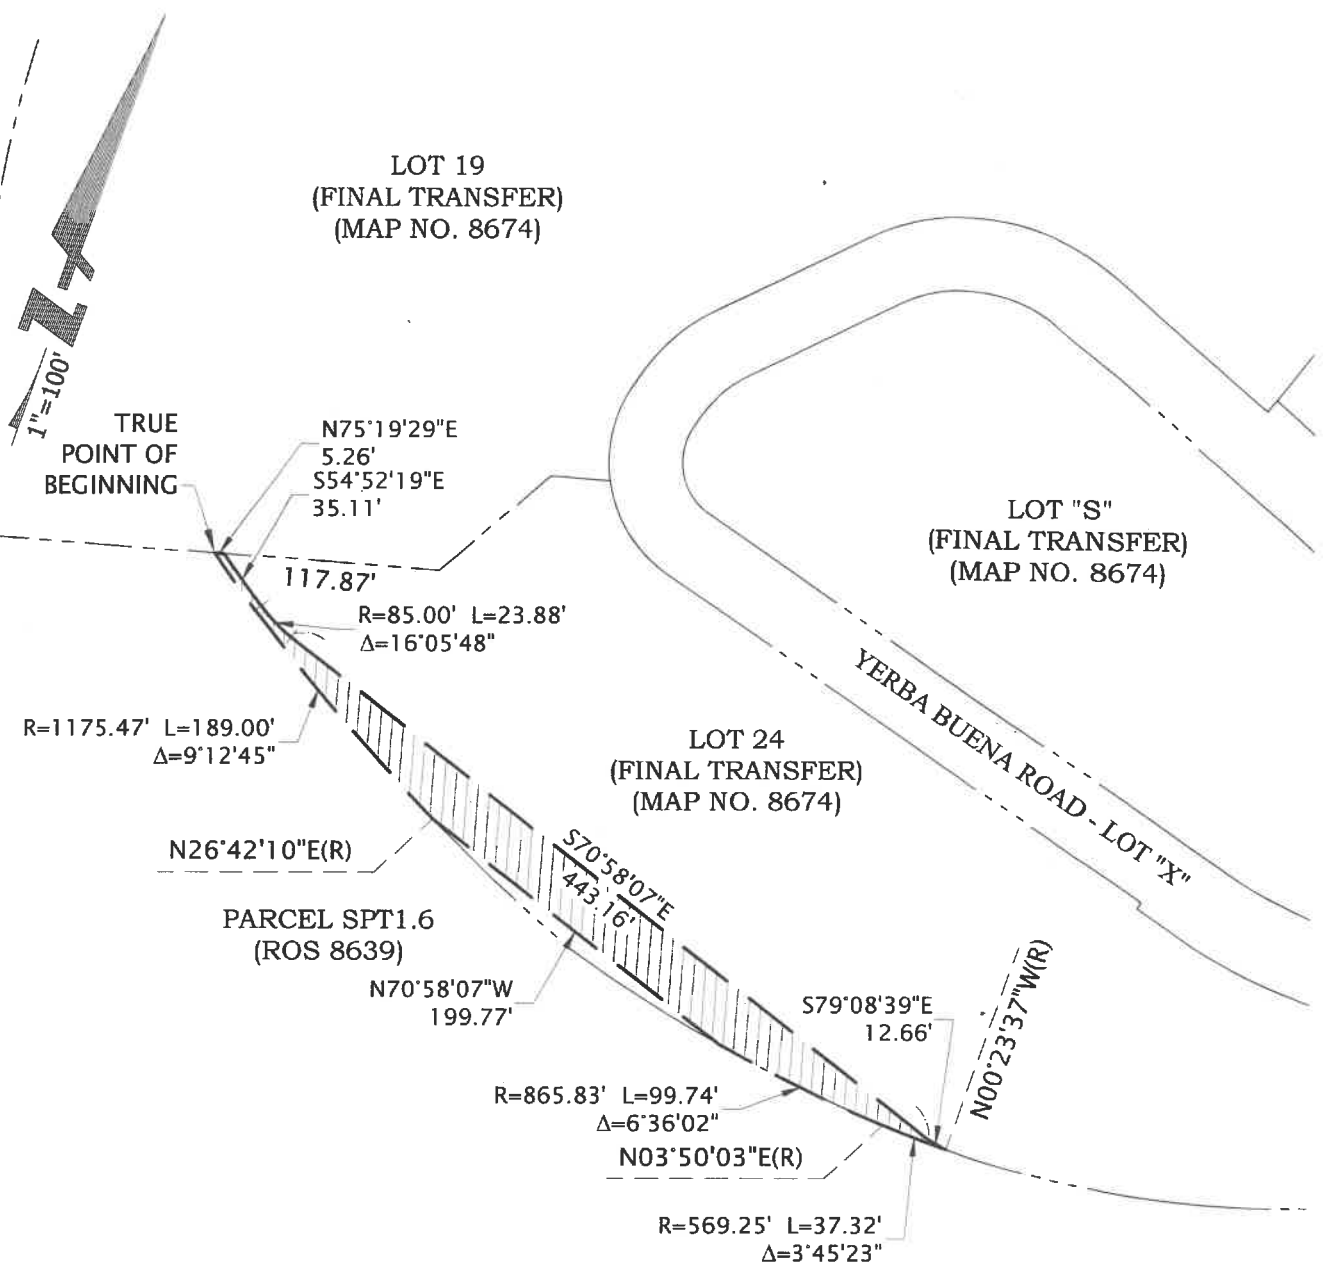 LOT 19
(FINAL TRANSFER)
(MAP NO. 8674)
N
1"=100'
TRUE
POINT OF
BEGINNING
N75°19'29"E
5.26'
S54°52'19"E
35.11'
117.87'
R=85.00' L=23.88'
Δ=16°05'48"
LOT "S"
(FINAL TRANSFER)
(MAP NO. 8674)
YERBA BUENA ROAD - LOT "X"
R=1175.47' L=189.00'
Δ=9°12'45"
LOT 24
(FINAL TRANSFER)
(MAP NO. 8674)
N26°42'10"E(R)
S70°58'07"E
443.16'
PARCEL SPT1.6
(ROS 8639)
N70°58'07"W
199.77'
S79°08'39"E
12.66'
N00°23'37"W(R)
R=865.83' L=99.74'
Δ=6°36'02"
N03°50'03"E(R)
R=569.25' L=37.32'
Δ=3°45'23"